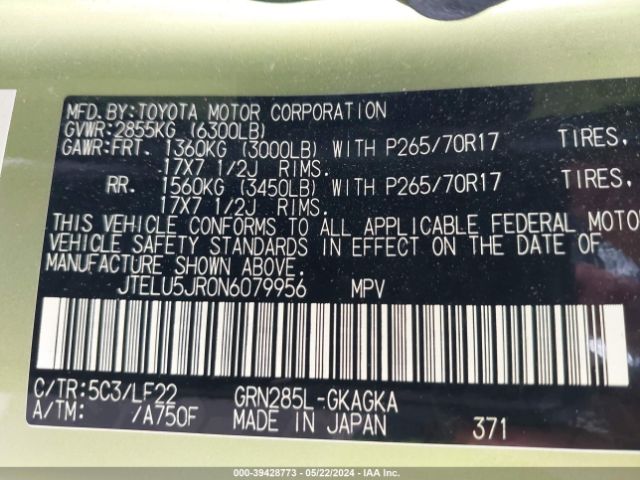 MFD.BY:TOYOTA MOTOR CORPORATION
GVWR:2855KG (6300LB)
GAWR:FRT. 1360KG (3000LB) WITH P265/70R17 TIRES,
17X7 1/2J RIMS.
RR. 1560KG (3450LB) WITH P265/70R17 TIRES,
17X7 1/2J RIMS.
THIS VEHICLE CONFORMS TO ALL APPLICABLE FEDERAL MOTO
VEHICLE SAFETY STANDARDS IN EFFECT ON THE DATE OF
MANUFACTURE SHOWN ABOVE.
JTELU5JR0N6079956 MPV
C/TR:5C3/LF22 GRN285L-GKAGKA
A/TM: /A750F MADE IN JAPAN 371
000-39428773 - 05/22/2024 - IAA Inc.